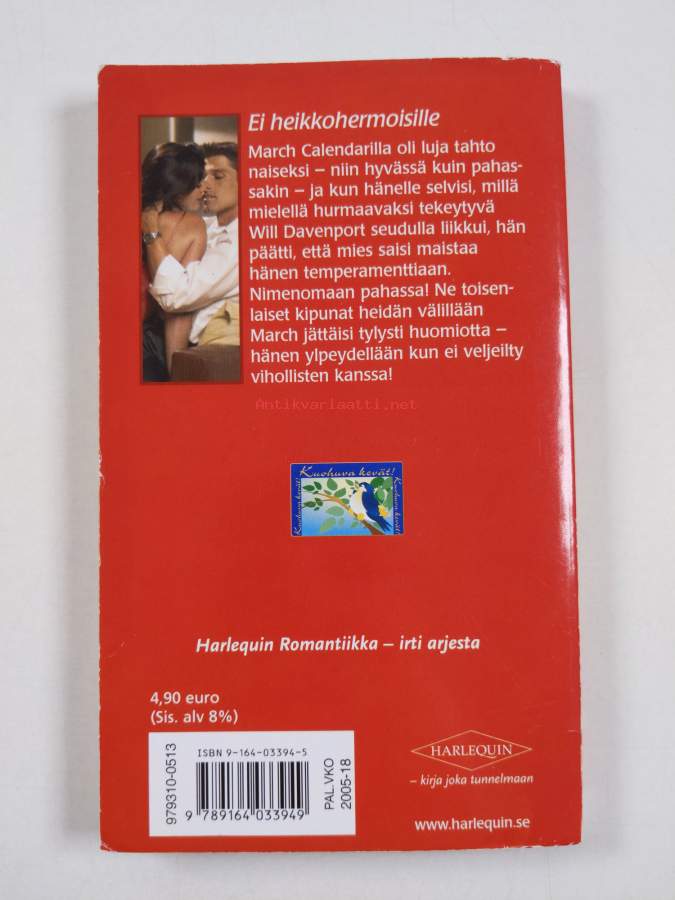 Ei heikkohermoisille
March Calendarilla oli luja tahto
naiseksi – niin hyvässä kuin pahas-
sakin – ja kun hänelle selvisi, millä
mielellä hurmaavaksi tekeytyvä
Will Davenport seudulla liikkui, hän
päätti, että mies saisi maistaa
hänen temperamenttiaan.
Nimenomaan pahassa! Ne toisen-
laiset kipunat heidän välillään
March jättäisi tylysti huomiotta –
hänen ylpeydellään kun ei veljeilty
vihollisten kanssa!
Antikvariaatti.net
Kuohuva kevät!
Kuohuva kevät!
Kuohuva kevät!
Harlequin Romantiikka – irti arjesta
4,90 euro
(Sis. alv 8%)
979310-0513
ISBN 9-164-03394-5
9 789164 033949
PAL.VKO
2005-18
HARLEQUIN
– kirja joka tunnelmaan
www.harlequin.se